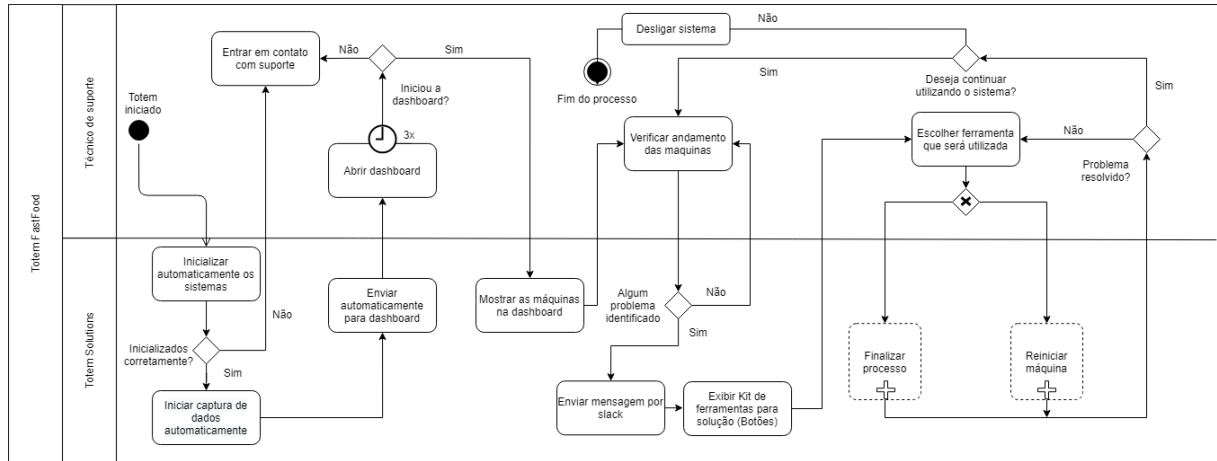 Totem FastFood
Técnico de suporte
Totem Solutions
Totem
iniciado
Entrar em contato
com suporte
Não
Sim
Iniciou a
dashboard?
3x
Abrir dashboard
Inicializar
automaticamente os
sistemas
Inicializados
corretamente?
Não
Sim
Iniciar captura de
dados
automaticamente
Enviar
automaticamente
para dashboard
Mostrar as máquinas
na dashboard
Desligar sistema
Fim do processo
Não
Sim
Deseja continuar
utilizando o sistema?
Verificar andamento
das maquinas
Algum
problema
identificado
Não
Sim
Enviar mensagem por
slack
Exibir Kit de
ferramentas para
solução (Botões)
Escolher ferramenta
que será utilizada
Não
Sim
Problema
resolvido?
Finalizar
processo
Reiniciar
máquina